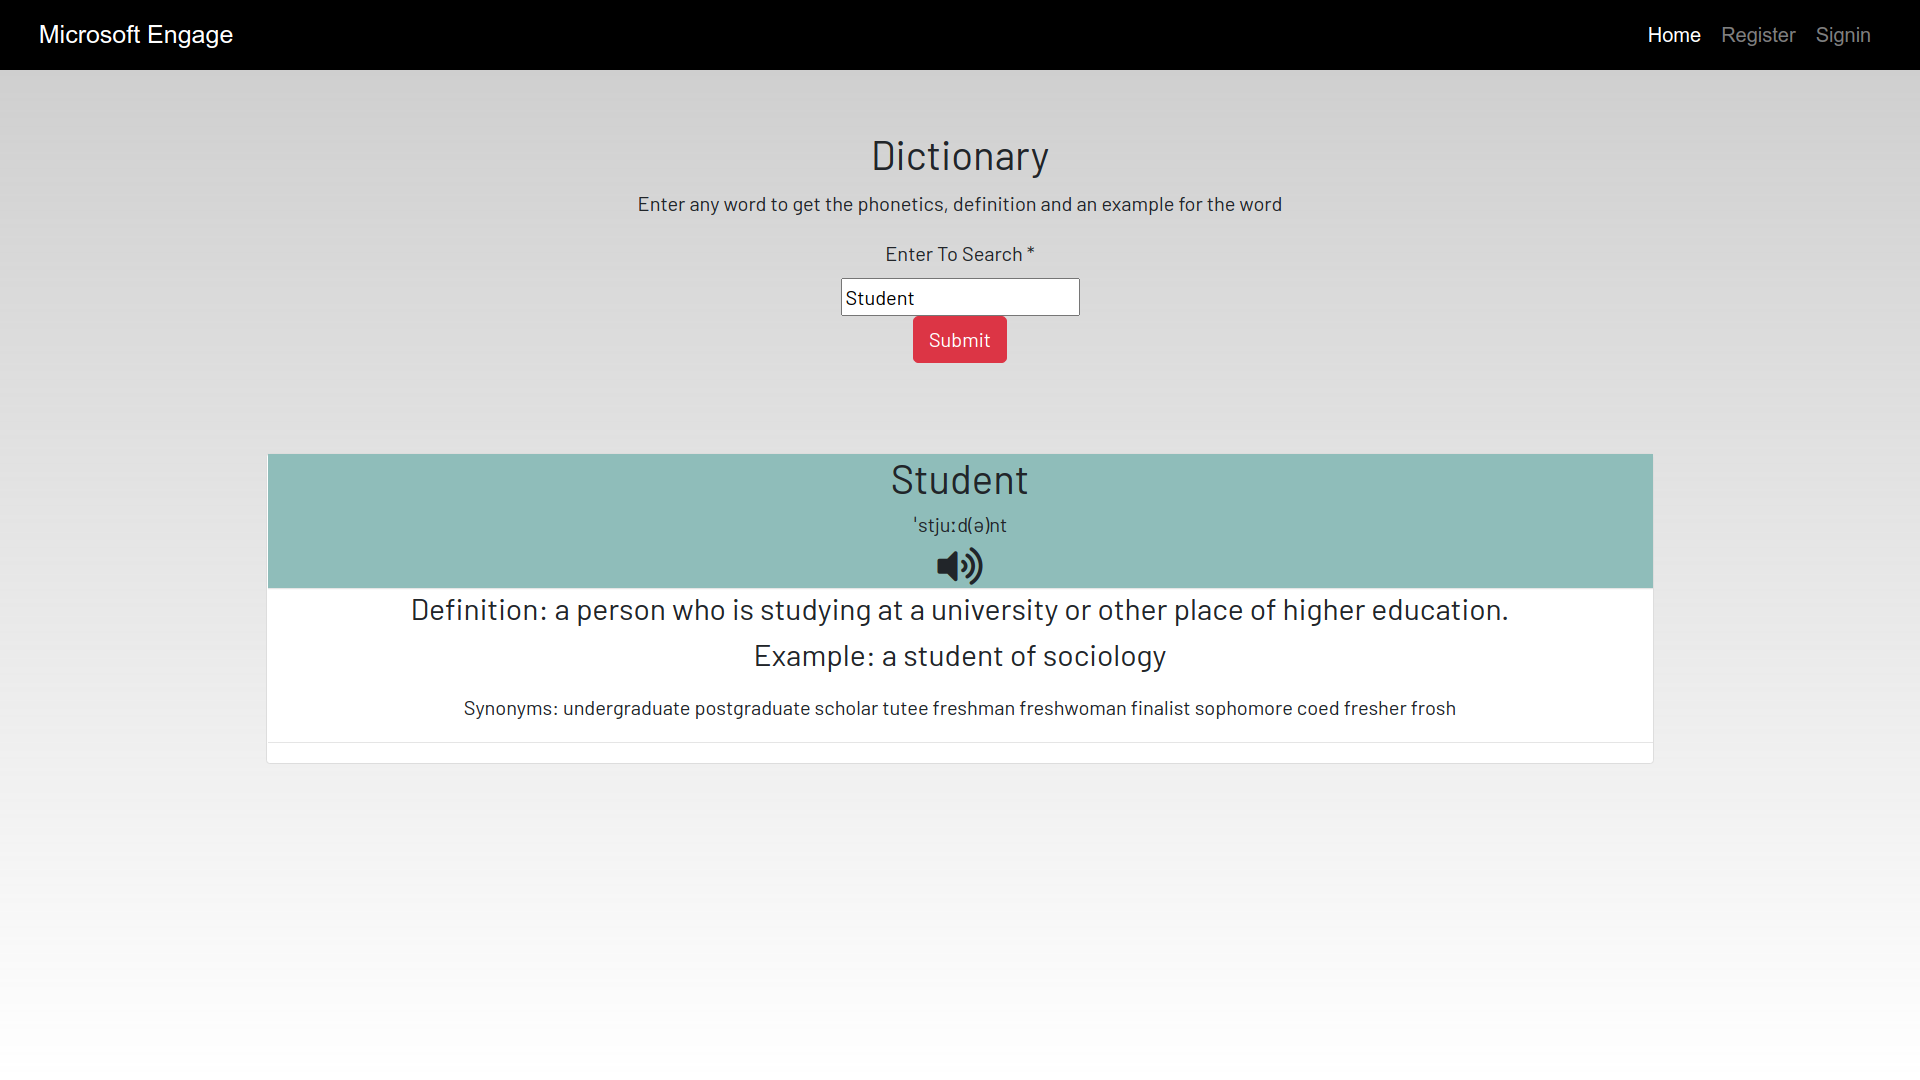 Microsoft Engage
Home Register Signin
Dictionary
Enter any word to get the phonetics, definition and an example for the word
Enter To Search *
Student
Submit
Student
ˈstjuːd(ə)nt
Definition: a person who is studying at a university or other place of higher education.
Example: a student of sociology
Synonyms: undergraduate postgraduate scholar tutee freshman freshwoman finalist sophomore coed fresher frosh